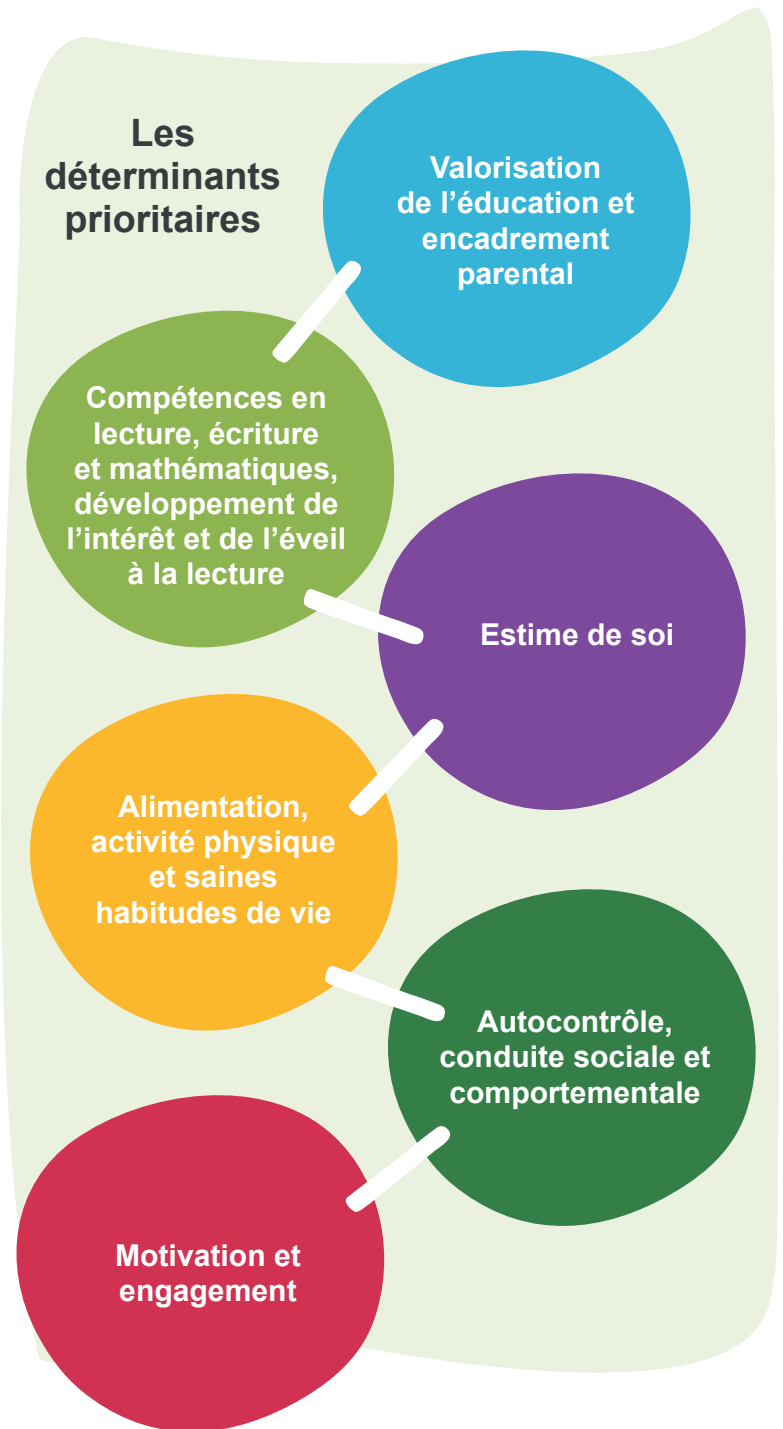 Les
déterminants
prioritaires
Valorisation
de l’éducation et
encadrement
parental
Compétences en
lecture, écriture
et mathématiques,
développement de
l’intérêt et de l’éveil
à la lecture
Estime de soi
Alimentation,
activité physique
et saines
habitudes de vie
Autocontrôle,
conduite sociale et
comportementale
Motivation et
engagement